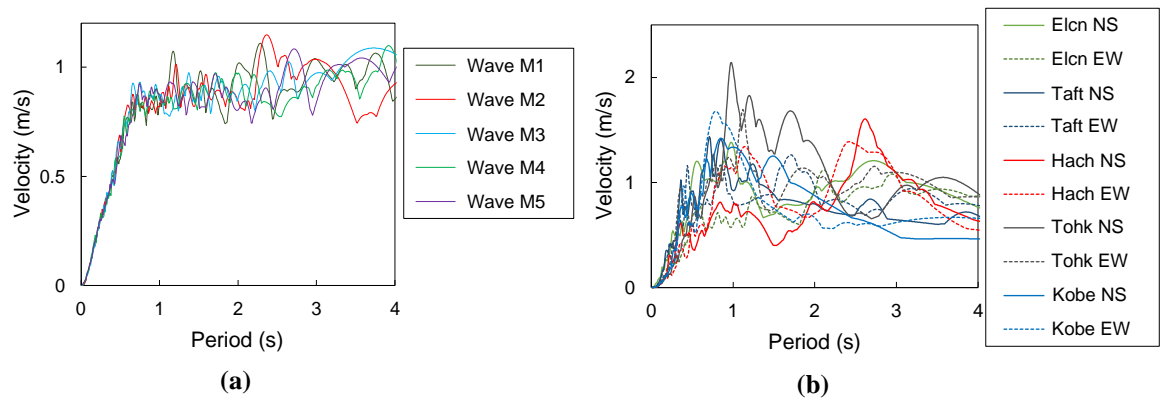 Velocity (m/s)
1
0.5
0
0 1 2 3 4
Period (s)
Wave M1
Wave M2
Wave M3
Wave M4
Wave M5
(a)
Velocity (m/s)
2
1
0
0 1 2 3 4
Period (s)
Elcn NS
Elcn EW
Taft NS
Taft EW
Hach NS
Hach EW
Tohk NS
Tohk EW
Kobe NS
Kobe EW
(b)